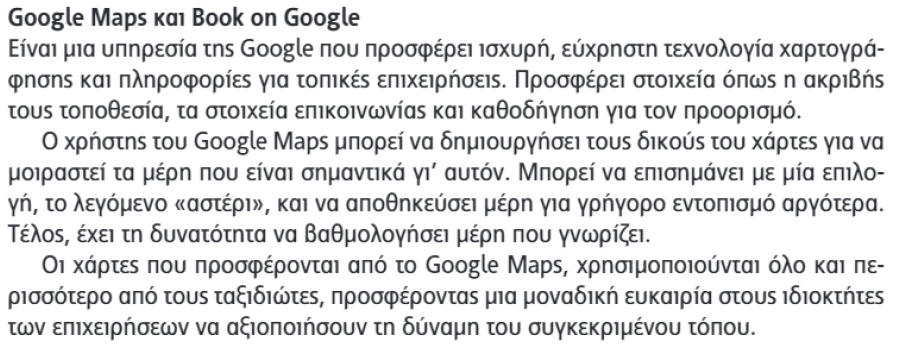 Google Maps και Book on Google
Είναι μια υπηρεσία της Google που προσφέρει ισχυρή, εύχρηστη τεχνολογία χαρτογρά-
φησης και πληροφορίες για τοπικές επιχειρήσεις. Προσφέρει στοιχεία όπως η ακριβής
τους τοποθεσία, τα στοιχεία επικοινωνίας και καθοδήγηση για τον προορισμό.
Ο χρήστης του Google Maps μπορεί να δημιουργήσει τους δικούς του χάρτες για να
μοιραστεί τα μέρη που είναι σημαντικά γι’ αυτόν. Μπορεί να επισημάνει με μία επιλο-
γή, το λεγόμενο «αστέρι», και να αποθηκεύσει μέρη για γρήγορο εντοπισμό αργότερα.
Τέλος, έχει τη δυνατότητα να βαθμολογήσει μέρη που γνωρίζει.
Οι χάρτες που προσφέρονται από το Google Maps, χρησιμοποιούνται όλο και πε-
ρισσότερο από τους ταξιδιώτες, προσφέροντας μια μοναδική ευκαιρία στους ιδιοκτήτες
των επιχειρήσεων να αξιοποιήσουν τη δύναμη του συγκεκριμένου τόπου.